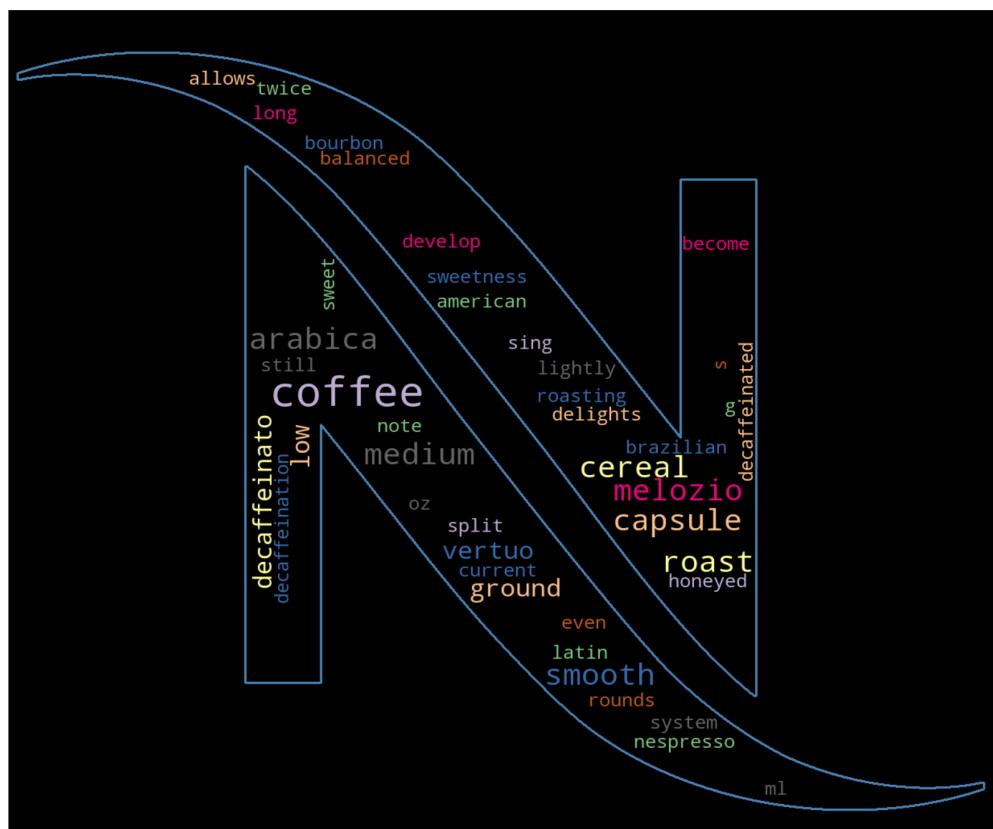 allows
twice
long
bourbon
balanced
develop
become
sweet
sweetness
american
arabica
sing
still
lightly
s
decaffeinated
coffee
roasting
g
delights
note
low
decaffeinato
decaffeination
medium
brazilian
cereal
melozio
oz
split
capsule
vertuo
current
roast
ground
honeyed
even
latin
smooth
rounds
system
nespresso
ml